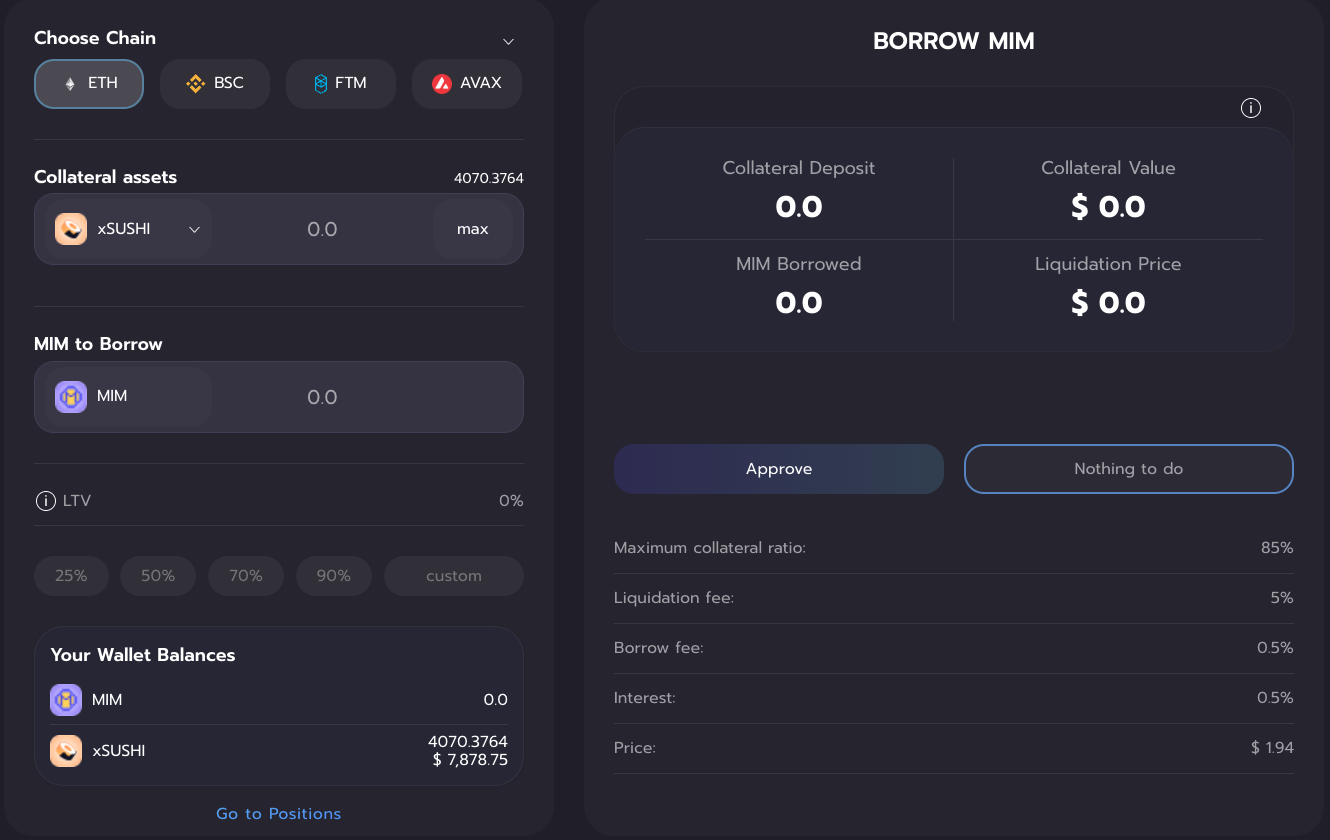 Choose Chain
ETH
BSC
FTM
AVAX
Collateral assets
4070.3764
xSUSHI
0.0
max
MIM to Borrow
MIM
0.0
LTV
0%
25%
50%
70%
90%
custom
Your Wallet Balances
MIM
0.0
xSUSHI
4070.3764
$ 7,878.75
Go to Positions
BORROW MIM
Collateral Deposit
0.0
Collateral Value
$ 0.0
MIM Borrowed
0.0
Liquidation Price
$ 0.0
Approve
Nothing to do
Maximum collateral ratio:
85%
Liquidation fee:
5%
Borrow fee:
0.5%
Interest:
0.5%
Price:
$ 1.94